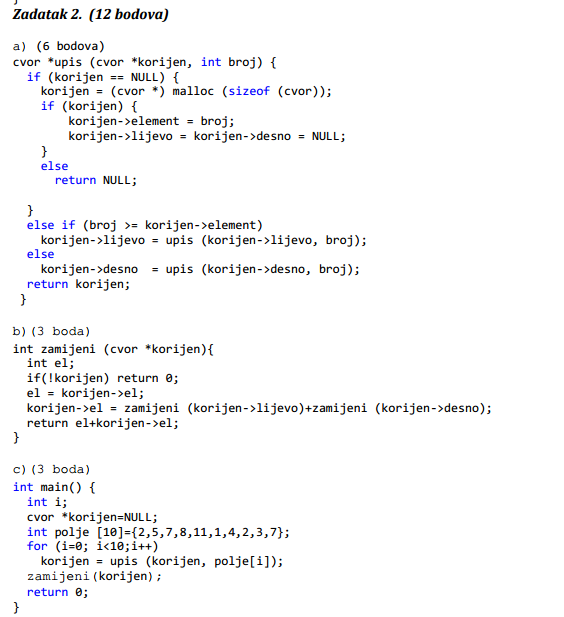 Zadatak 2. (12 bodova)
a) (6 bodova)
cvor *upis (cvor *korijen, int broj) {
if (korijen == NULL) {
korijen = (cvor *) malloc (sizeof (cvor));
if (korijen) {
korijen->element = broj;
korijen->lijevo = korijen->desno = NULL;
}
else
return NULL;
}
else if (broj >= korijen->element)
korijen->lijevo = upis (korijen->lijevo, broj);
else
korijen->desno = upis (korijen->desno, broj);
return korijen;
}
b) (3 boda)
int zamijeni (cvor *korijen){
int el;
if(!korijen) return 0;
el = korijen->el;
korijen->el = zamijeni (korijen->lijevo)+zamijeni (korijen->desno);
return el+korijen->el;
}
c) (3 boda)
int main() {
int i;
cvor *korijen=NULL;
int polje [10]={2,5,7,8,11,1,4,2,3,7};
for (i=0; i<10;i++)
korijen = upis (korijen, polje[i]);
zamijeni(korijen);
return 0;
}